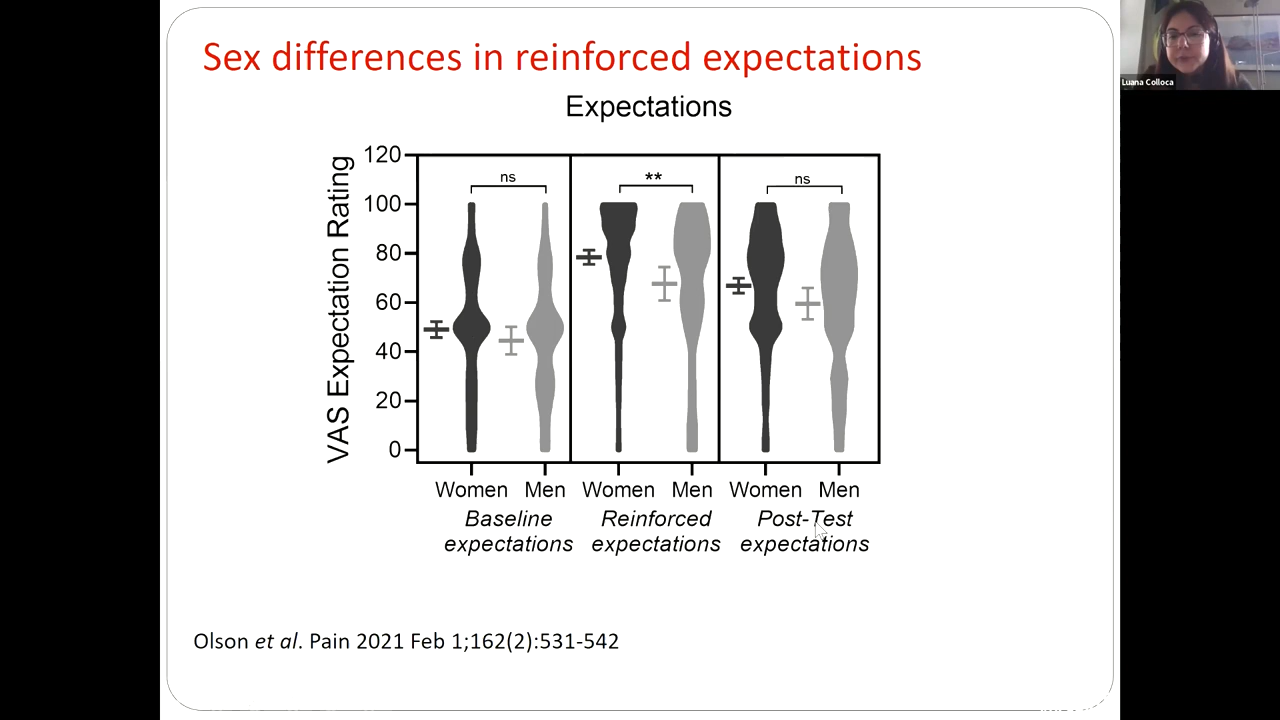 Sex differences in reinforced expectations
Luana Colloca
Expectations
VAS Expectation Rating
120
100
80
60
40
20
0
ns
**
ns
Women Men Women Men Women Men
Baseline expectations
Reinforced expectations
Post-Test expectations
Olson et al. Pain 2021 Feb 1;162(2):531-542